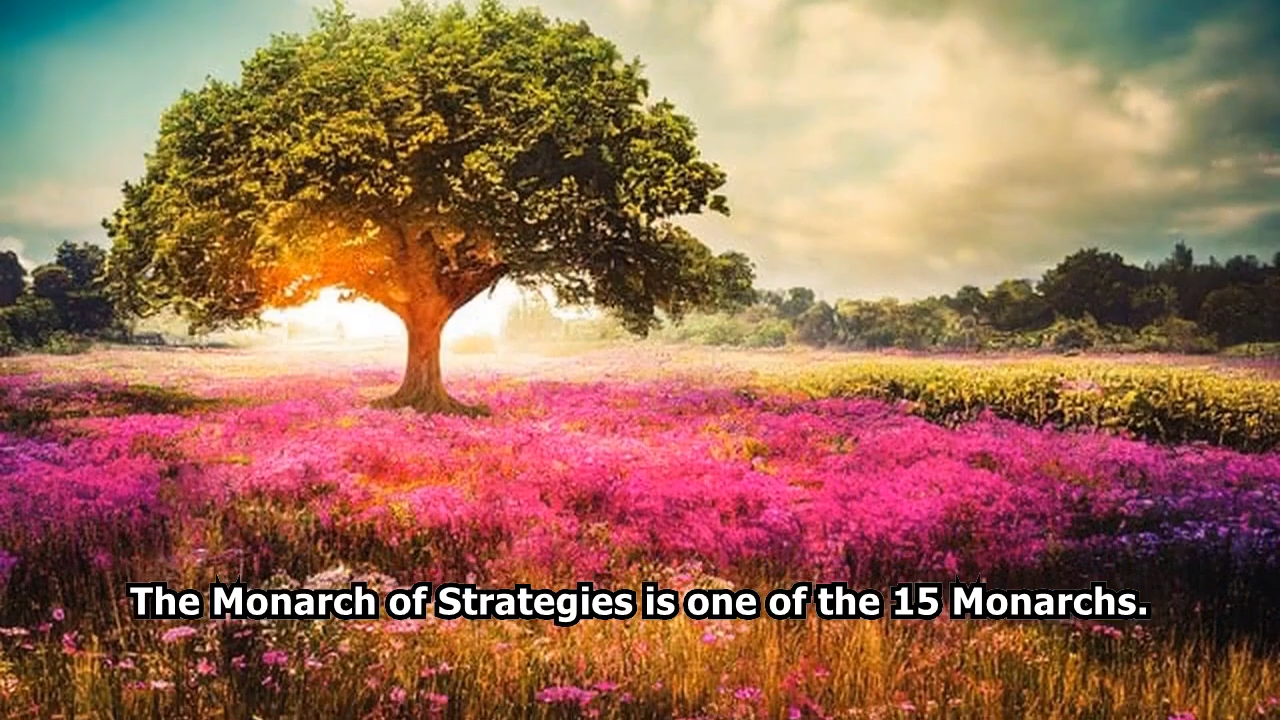 The Monarch of Strategies is one of the 15 Monarchs.